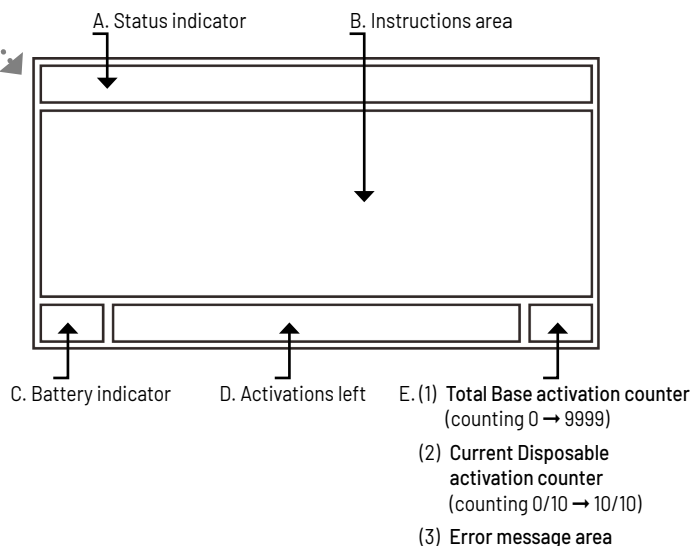 A. Status indicator
B. Instructions area
C. Battery indicator
D. Activations left
E. (1) Total Base activation counter
(counting 0 → 9999)
(2) Current Disposable
activation counter
(counting 0/10 → 10/10)
(3) Error message area